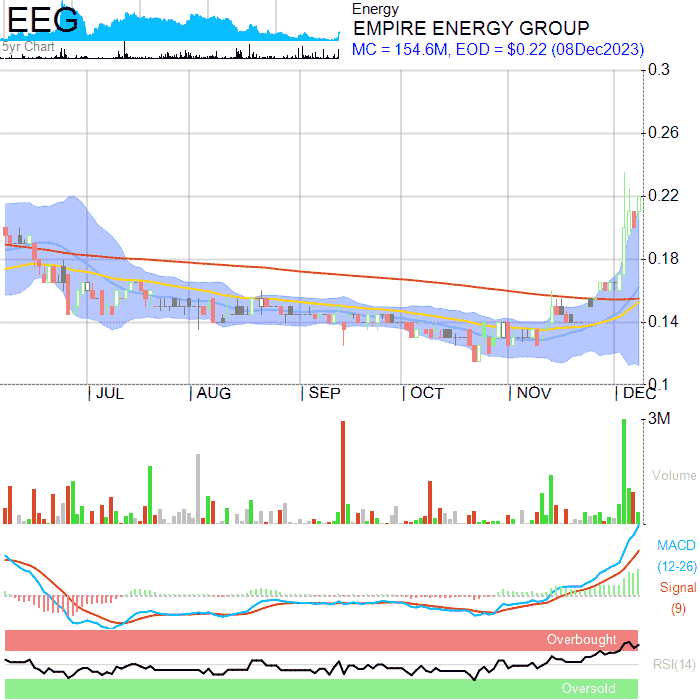 EEG
5yr Chart
Energy
EMPIRE ENERGY GROUP
MC = 154.6M, EOD = $0.22 (08Dec2023)
0.3
0.26
0.22
0.18
0.14
0.1
JUL AUG SEP OCT NOV DEC
3M
Volume
MACD
(12-26)
Signal
(9)
Overbought
RSI(14)
Oversold